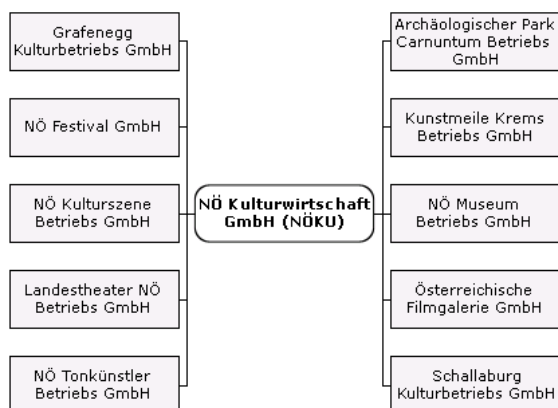 Grafenegg
Kulturbetriebs GmbH
NÖ Festival GmbH
NÖ Kulturszene
Betriebs GmbH
Landestheater NÖ
Betriebs GmbH
NÖ Tonkünstler
Betriebs GmbH
NÖ Kulturwirtschaft
GmbH (NÖKU)
Archäologischer Park
Carnuntum Betriebs
GmbH
Kunstmeile Krems
Betriebs GmbH
NÖ Museum
Betriebs GmbH
Österreichische
Filmgalerie GmbH
Schallaburg
Kulturbetriebs GmbH